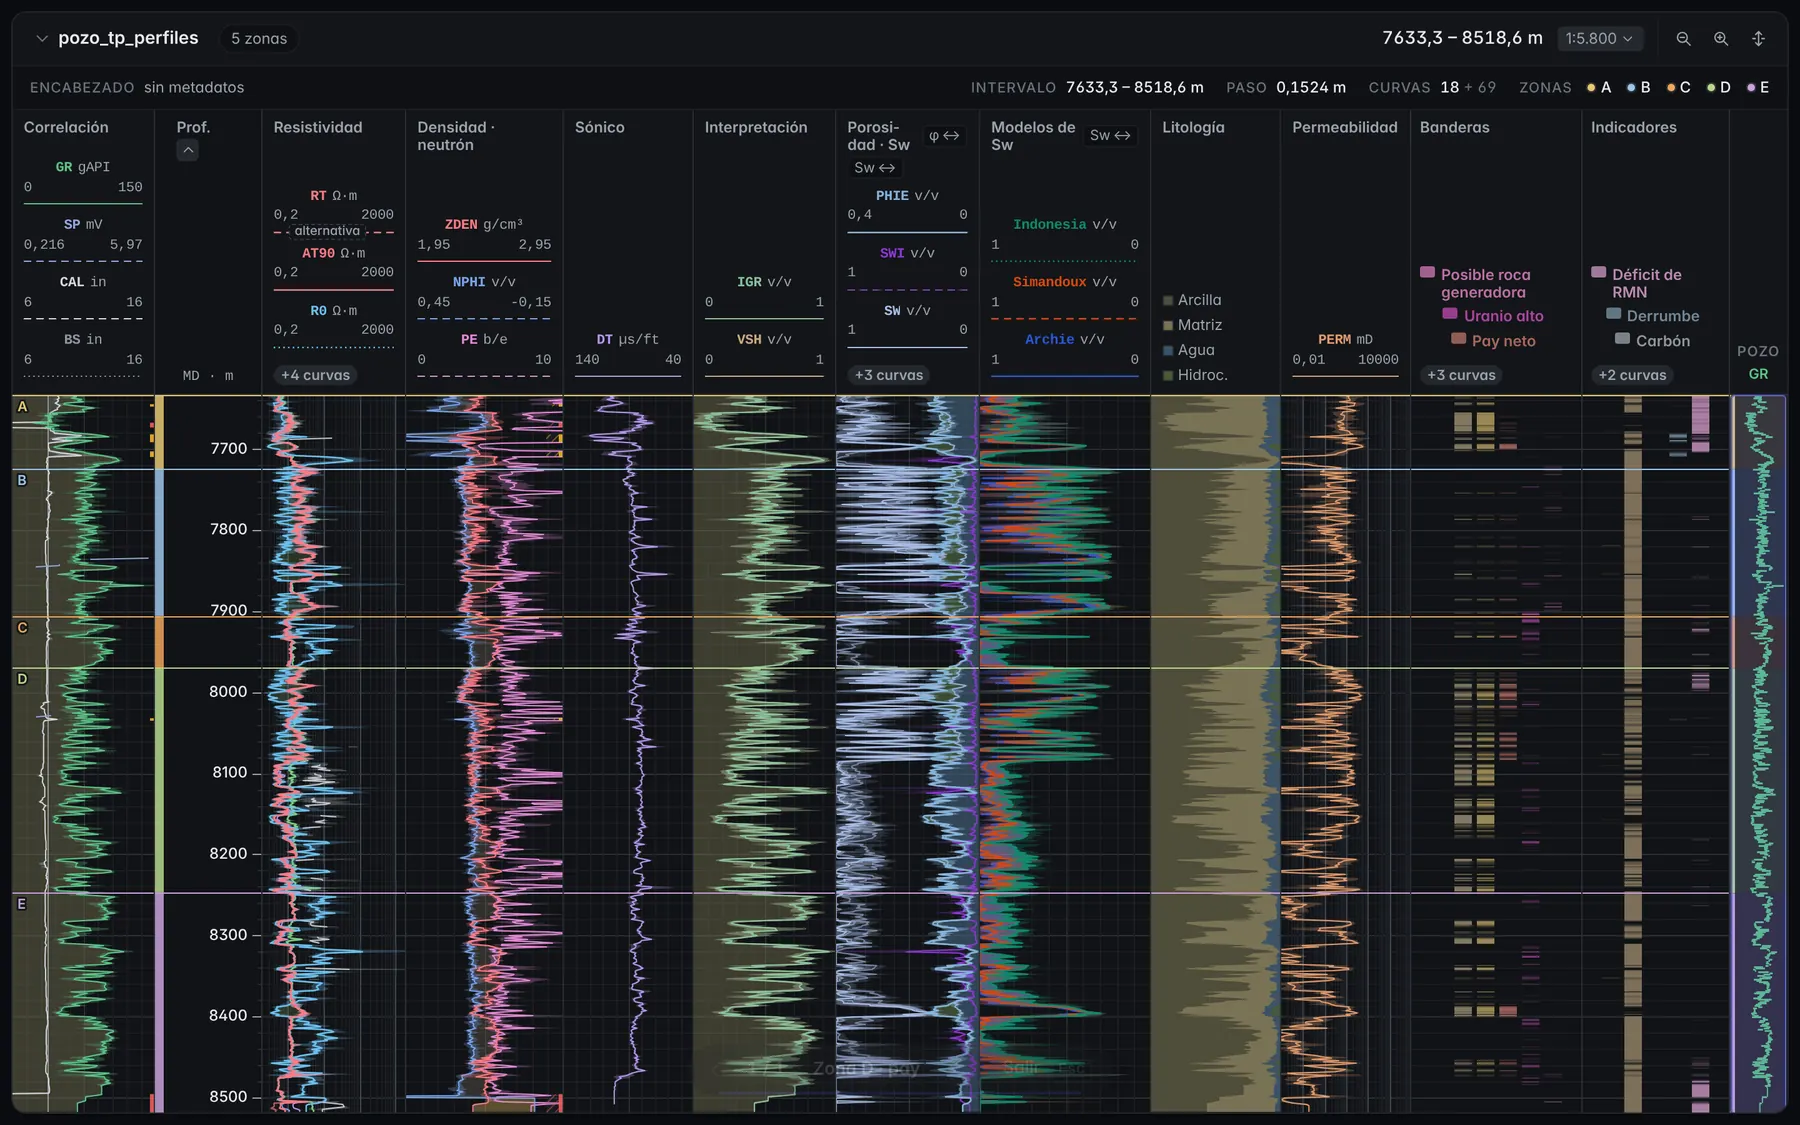 pozo_tp_perfiles 5 zonas 7633,3 – 8518,6 m 1:5.800
ENCABEZADO sin metadatos INTERVALO 7633,3 – 8518,6 m PASO 0,1524 m CURVAS 18 + 69 ZONAS A B C D E
Correlación
GR gAPI
0 150
SP mV
0,216 5,97
CAL in
6 16
BS in
6 16
Prof.
MD · m
Resistividad
RT Ω·m
0,2 2000
alternativa
AT90 Ω·m
0,2 2000
R0 Ω·m
0,2 2000
+4 curvas
Densidad ·
neutrón
ZDEN g/cm³
1,95 2,95
NPHI v/v
0,45 -0,15
PE b/e
0 10
Sónico
DT µs/ft
140 40
Interpretación
IGR v/v
0 1
VSH v/v
0 1
Porosi-
dad · Sw
φ ↔
Sw ↔
PHIE v/v
0,4 0
SWI v/v
1 0
SW v/v
1 0
+3 curvas
Modelos de
Sw
Sw ↔
Indonesia v/v
1 0
Simandoux v/v
1 0
Archie v/v
1 0
Litología
Arcilla
Matriz
Agua
Hidroc.
Permeabilidad
PERM mD
0,01 10000
Banderas
Posible roca
generadora
Uranio alto
Pay neto
+3 curvas
Indicadores
Déficit de
RMN
Derrumbe
Carbón
+2 curvas
POZO
GR
A
7700
B
7800
7900
C
D
8000
8100
8200
E
8300
8400
8500
Zona D · pay
Salir Esc